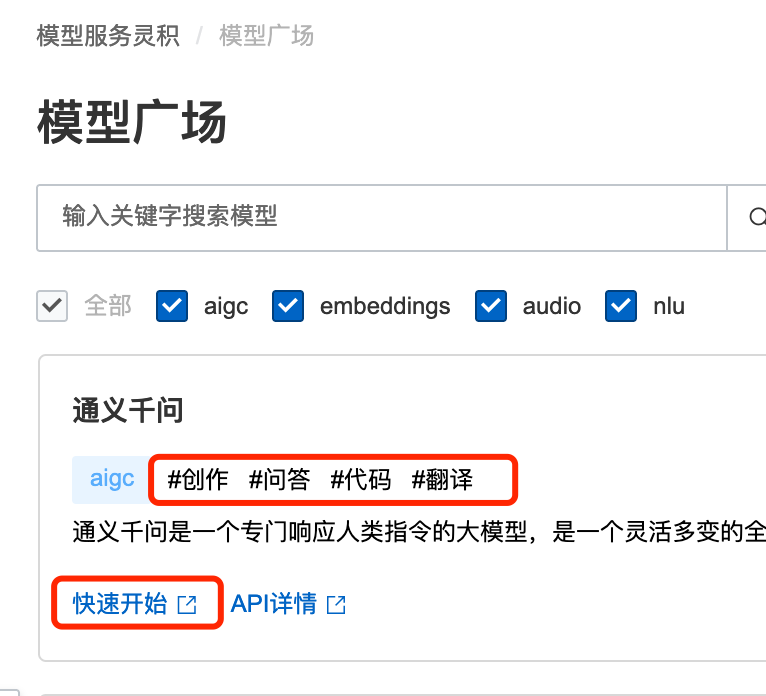 模型服务灵积 / 模型广场
模型广场
输入关键字搜索模型
全部 aigc embeddings audio nlu
通义千问
aigc #创作 #问答 #代码 #翻译
通义千问是一个专门响应人类指令的大模型，是一个灵活多变的全
快速开始 API详情